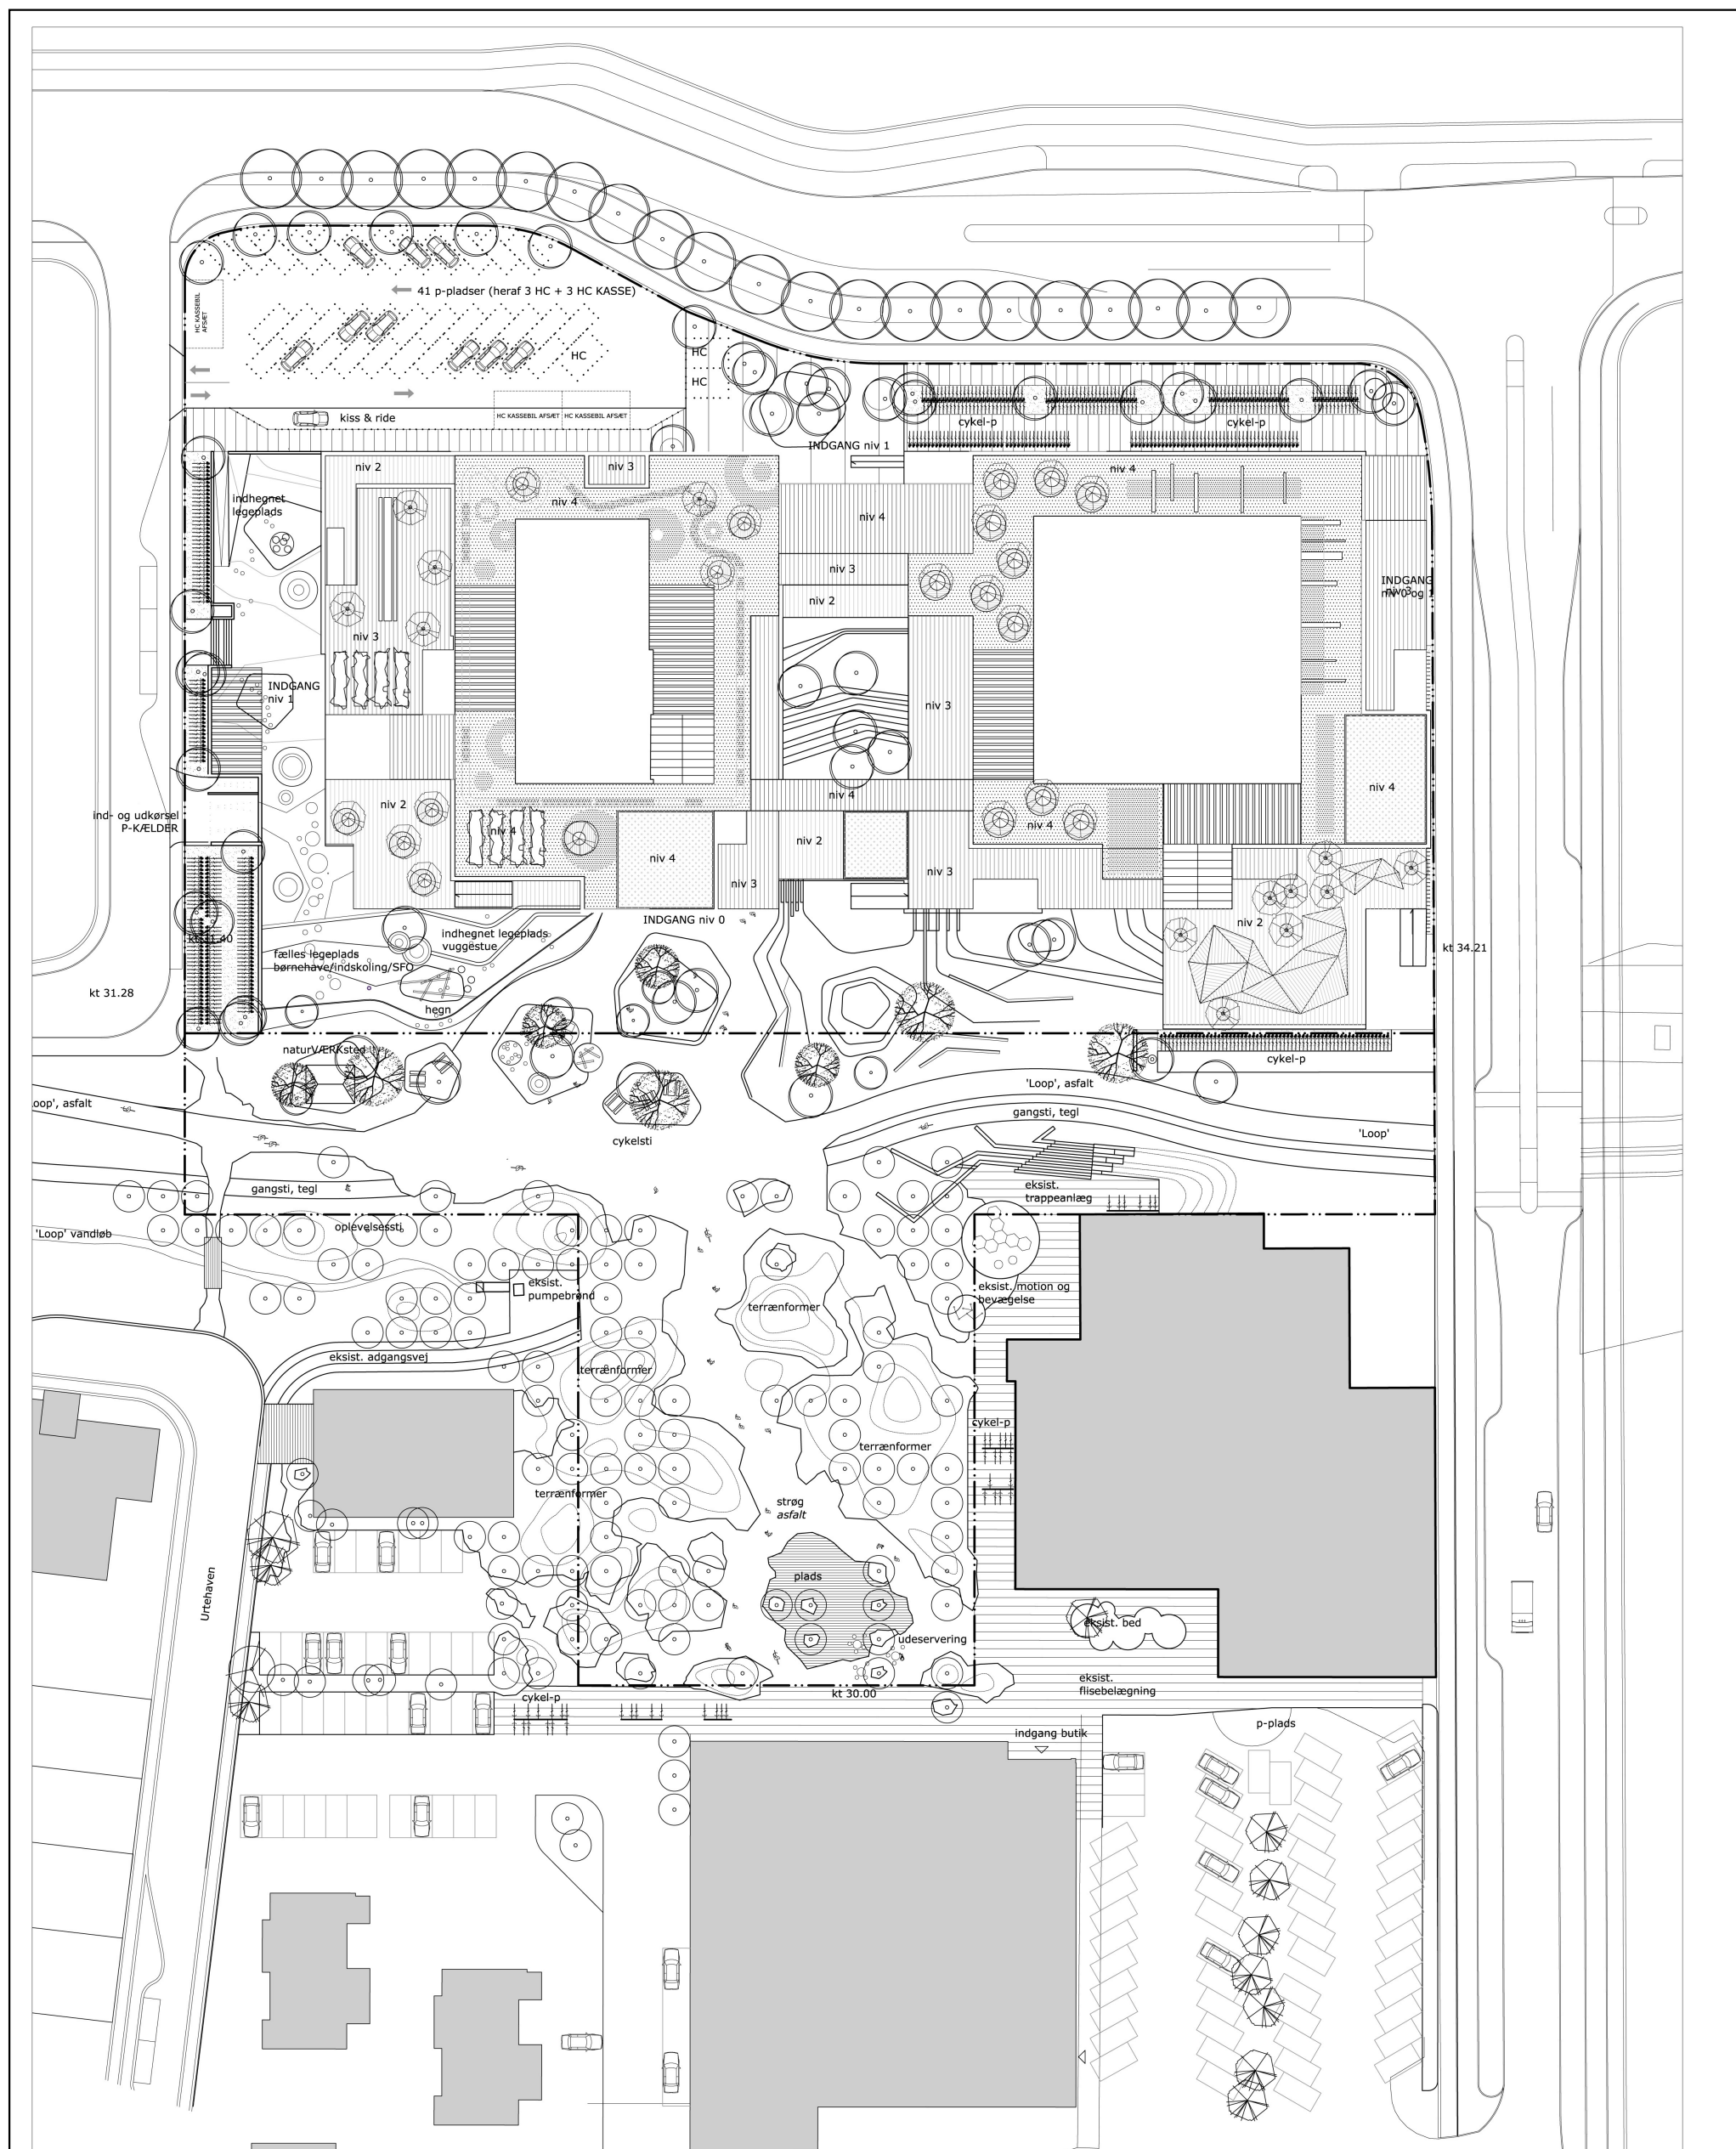 41 p-pladser (heraf 3 HC + 3 HC KASSE)
HC KASSEBIL
AFSÆT
HC
HC
HC
kiss & ride
HC KASSEBIL AFSÆT
HC KASSEBIL AFSÆT
cykel-p
cykel-p
INDGANG niv 1
niv 2
niv 3
niv 4
niv 4
niv 4
indhegnet
legeplads
niv 3
niv 2
INDGANG
niv 0 og 1
niv 3
niv 3
INDGANG
niv 1
niv 3
niv 4
niv 4
niv 2
ind- og udkørsel
P-KÆLDER
niv 4
niv 4
niv 2
niv 4
niv 3
niv 3
INDGANG niv 0
niv 2
indhegnet legeplads
vuggestue
kt 34.21
fælles legeplads
børnehave/indskoling/SFO
kt 31.28
hegn
naturVÆRKsted
cykel-p
'Loop', asfalt
oop', asfalt
gangsti, tegl
'Loop'
cykelsti
gangsti, tegl
eksist.
trappeanlæg
oplevelsessti
'Loop' vandløb
eksist.
pumpebrønd
eksist. motion og
bevægelse
terrænformer
eksist. adgangsvej
terrænformer
cykel-p
terrænformer
terrænformer
strøg
asfalt
Urtehaven
plads
eksist. bed
udeservering
eksist.
flisebelægning
kt 30.00
cykel-p
p-plads
indgang butik